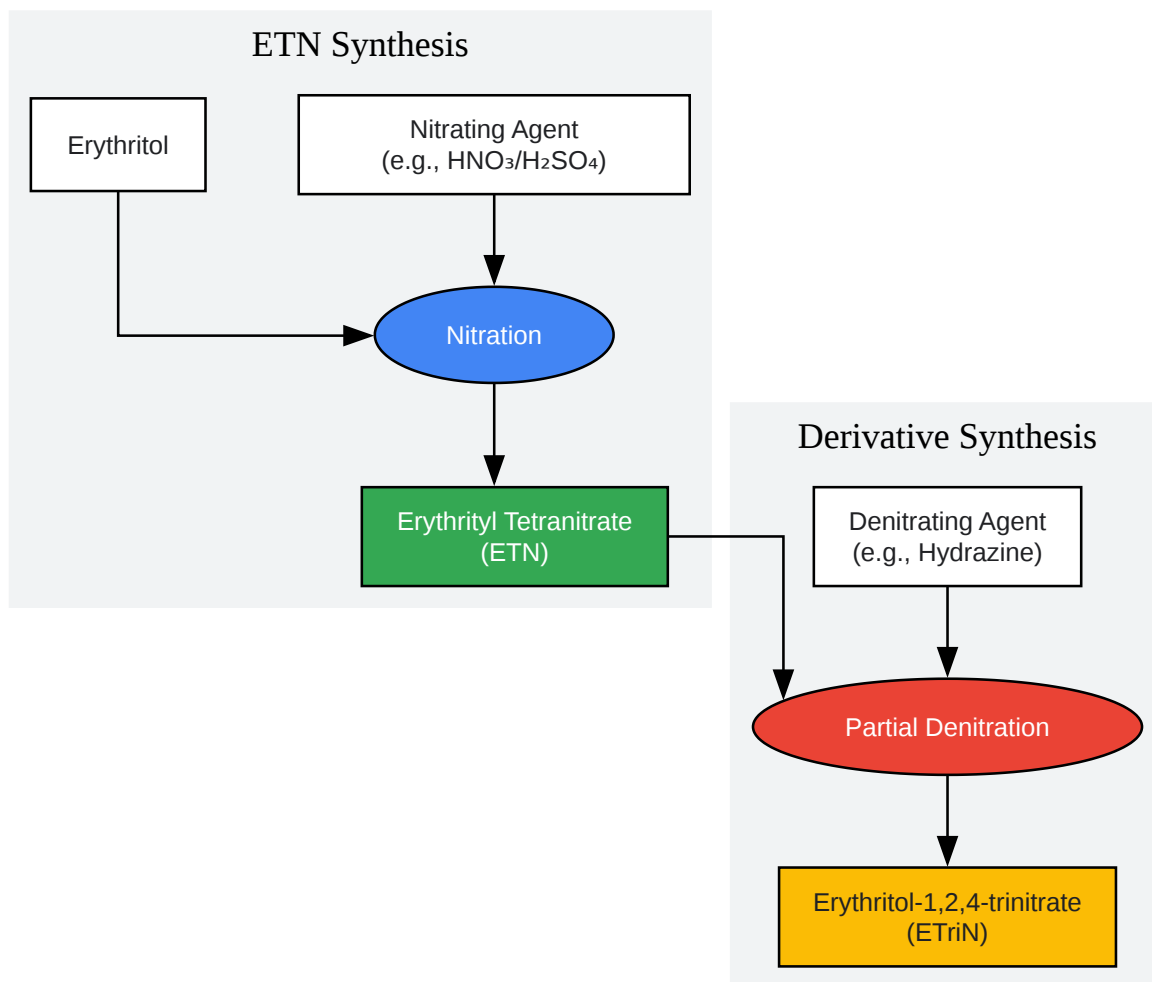 ETN Synthesis
Erythritol
Nitrating Agent
(e.g., HNO₃/H₂SO₄)
Nitration
Erythrityl Tetranitrate
(ETN)
Derivative Synthesis
Denitrating Agent
(e.g., Hydrazine)
Partial Denitration
Erythritol-1,2,4-trinitrate
(ETriN)